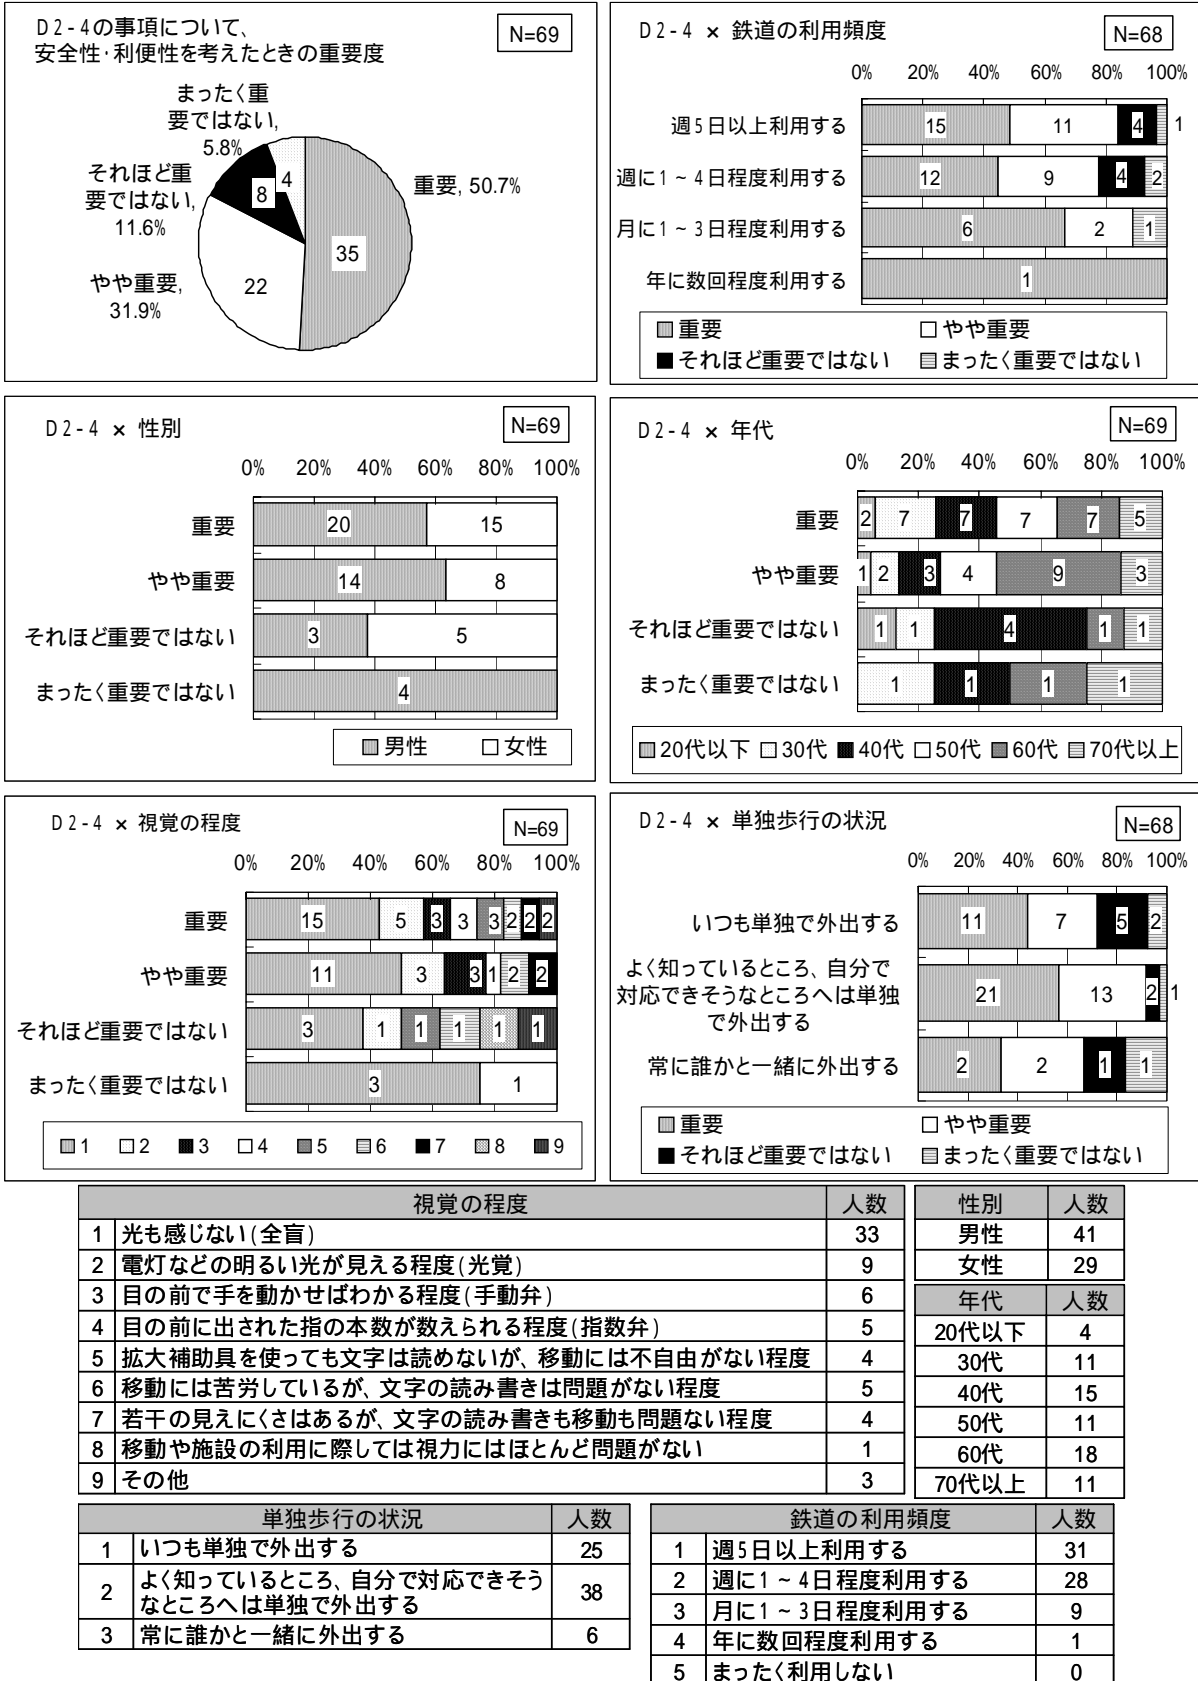 D2-4の事項について、
安全性・利便性を考えたときの重要度
N=69
まったく重
要ではない,
5.8%
それほど重
要ではない,
11.6%
やや重要,
31.9%
重要, 50.7%
8
4
35
22
D2-4 × 鉄道の利用頻度
N=68
0% 20% 40% 60% 80% 100%
週5日以上利用する 15 11 4 1
週に1~4日程度利用する 12 9 4 2
月に1~3日程度利用する 6 2 1
年に数回程度利用する 1
重要 やや重要
それほど重要ではない まったく重要ではない
D2-4 × 性別
N=69
0% 20% 40% 60% 80% 100%
重要 20 15
やや重要 14 8
それほど重要ではない 3 5
まったく重要ではない 4
男性 女性
D2-4 × 年代
N=69
0% 20% 40% 60% 80% 100%
重要 2 7 7 7 7 5
やや重要 1 2 3 4 9 3
それほど重要ではない 1 1 4 1 1
まったく重要ではない 1 1 1 1
20代以下 30代 40代 50代 60代 70代以上
D2-4 × 視覚の程度
N=69
0% 20% 40% 60% 80% 100%
重要 15 5 3 3 3 2 2 2
やや重要 11 3 3 1 2 2
それほど重要ではない 3 1 1 1 1 1
まったく重要ではない 3 1
1 2 3 4 5 6 7 8 9
D2-4 × 単独歩行の状況
N=68
0% 20% 40% 60% 80% 100%
いつも単独で外出する 11 7 5 2
よく知っているところ、自分で
対応できそうなところへは単独
で外出する
21 13 2 1
常に誰かと一緒に外出する 2 2 1 1
重要 やや重要
それほど重要ではない まったく重要ではない
視覚の程度 人数
1 光も感じない(全盲) 33
2 電灯などの明るい光が見える程度(光覚) 9
3 目の前で手を動かせばわかる程度(手動弁) 6
4 目の前に出された指の本数が数えられる程度(指数弁) 5
5 拡大補助具を使っても文字は読めないが、移動には不自由がない程度 4
6 移動には苦労しているが、文字の読み書きは問題がない程度 5
7 若干の見えにくさはあるが、文字の読み書きも移動も問題ない程度 4
8 移動や施設の利用に際しては視力にはほとんど問題がない 1
9 その他 3
性別 人数
男性 41
女性 29
年代 人数
20代以下 4
30代 11
40代 15
50代 11
60代 18
70代以上 11
単独歩行の状況 人数
1 いつも単独で外出する 25
2 よく知っているところ、自分で対応できそう
なところへは単独で外出する 38
3 常に誰かと一緒に外出する 6
鉄道の利用頻度 人数
1 週5日以上利用する 31
2 週に1~4日程度利用する 28
3 月に1~3日程度利用する 9
4 年に数回程度利用する 1
5 まったく利用しない 0